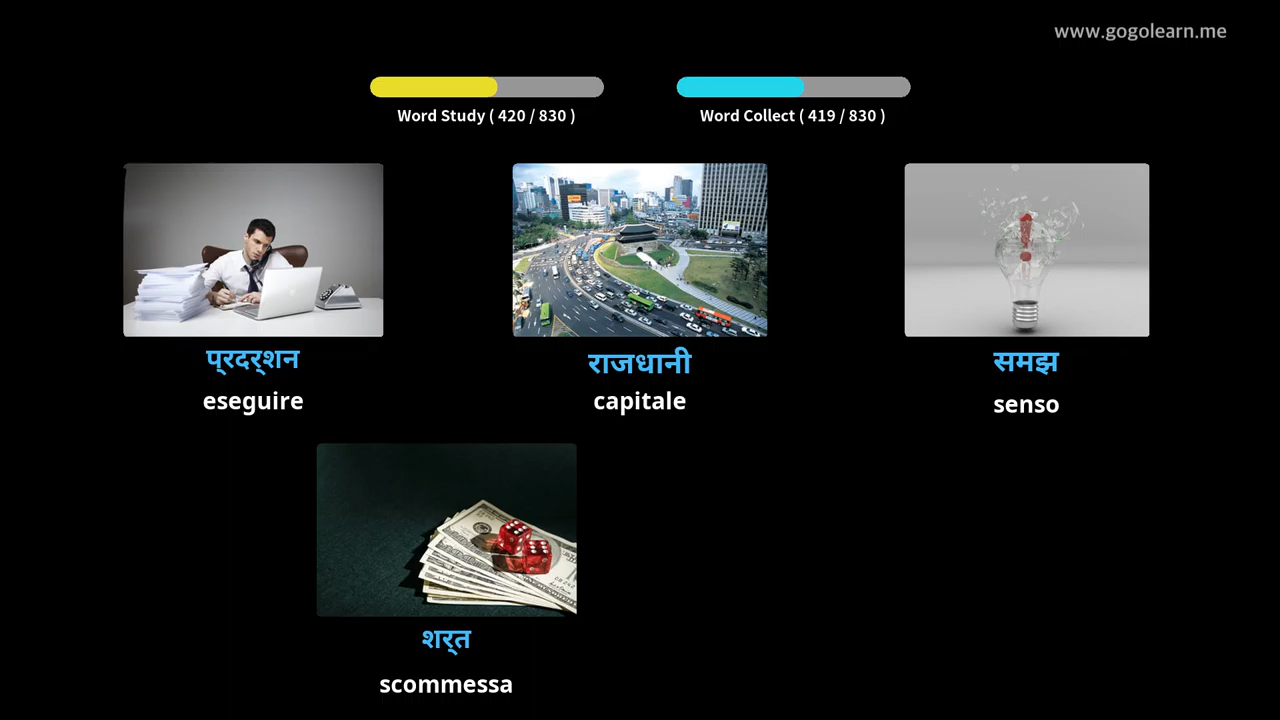 www.gogolearn.me
Word Study ( 420 / 830 )
Word Collect ( 419 / 830 )
प्रदर्शन
eseguire
राजधानी
capitale
समझ
senso
शर्त
scommessa